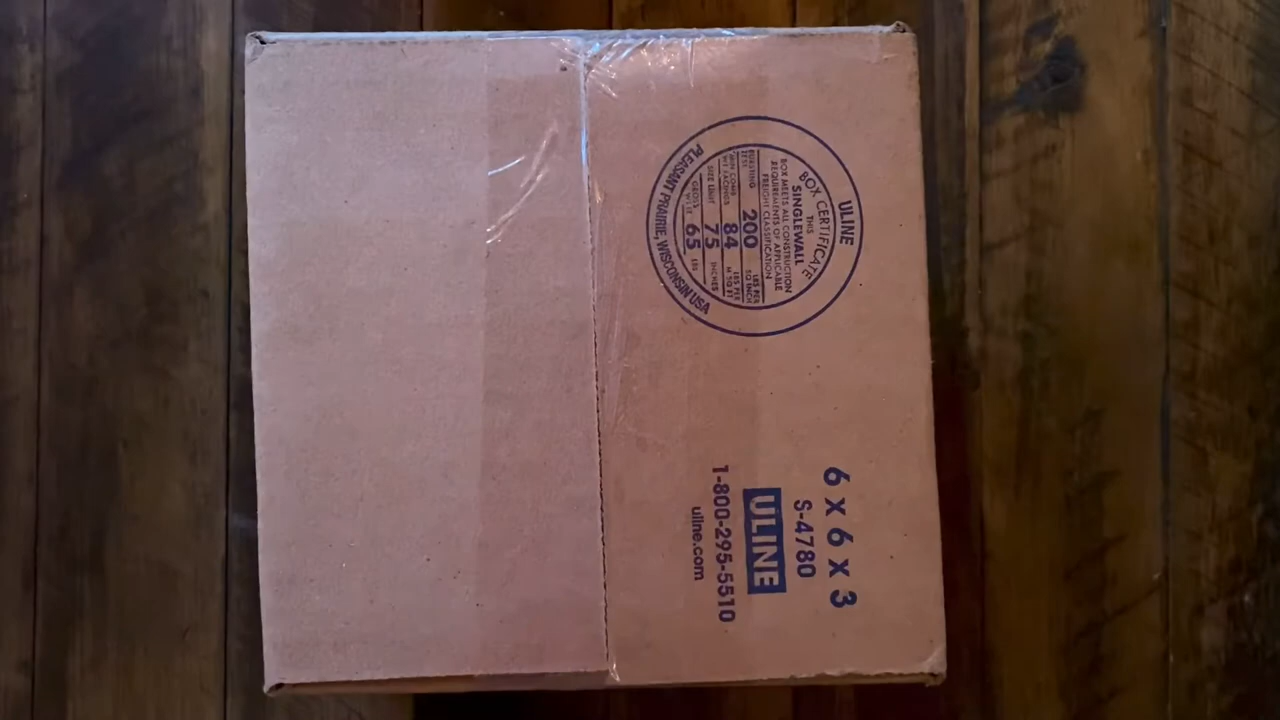 ULINE
BOX CERTIFICATE
THIS
SINGLEWALL
BOX MEETS ALL CONSTRUCTION
REQUIREMENTS OF APPLICABLE
FREIGHT CLASSIFICATION
BURSTING TEST 200 LBS PER SQ INCH
MIN COMB WT FACINGS 84 LBS PER M SQ FT
SIZE LIMIT 75 INCHES
GROSS WT LT 65 LBS
PLEASANT PRAIRIE, WISCONSIN USA
6 X 6 X 3
S-4780
ULINE
1-800-295-5510
uline.com